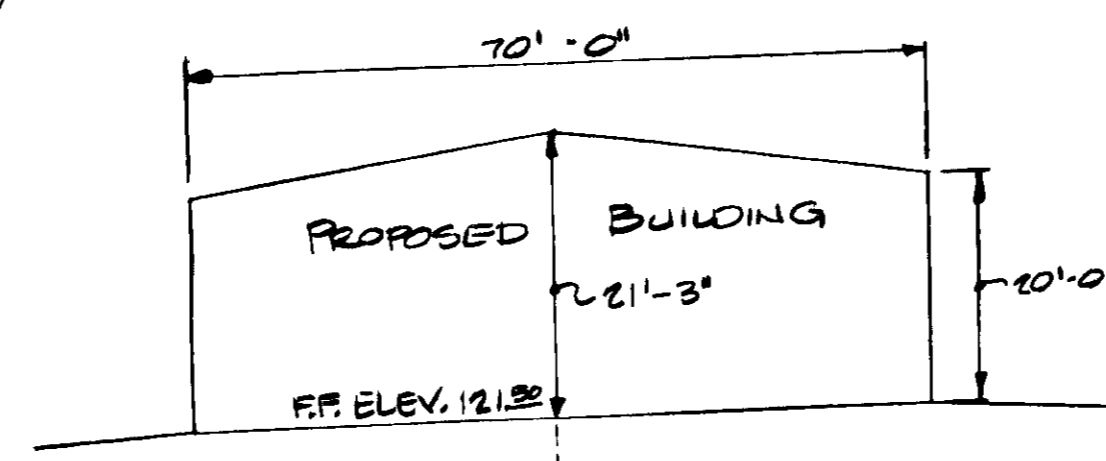 70' - 0"
PROPOSED BUILDING
21'-3"
20'-0
F.F. ELEV. 121.50